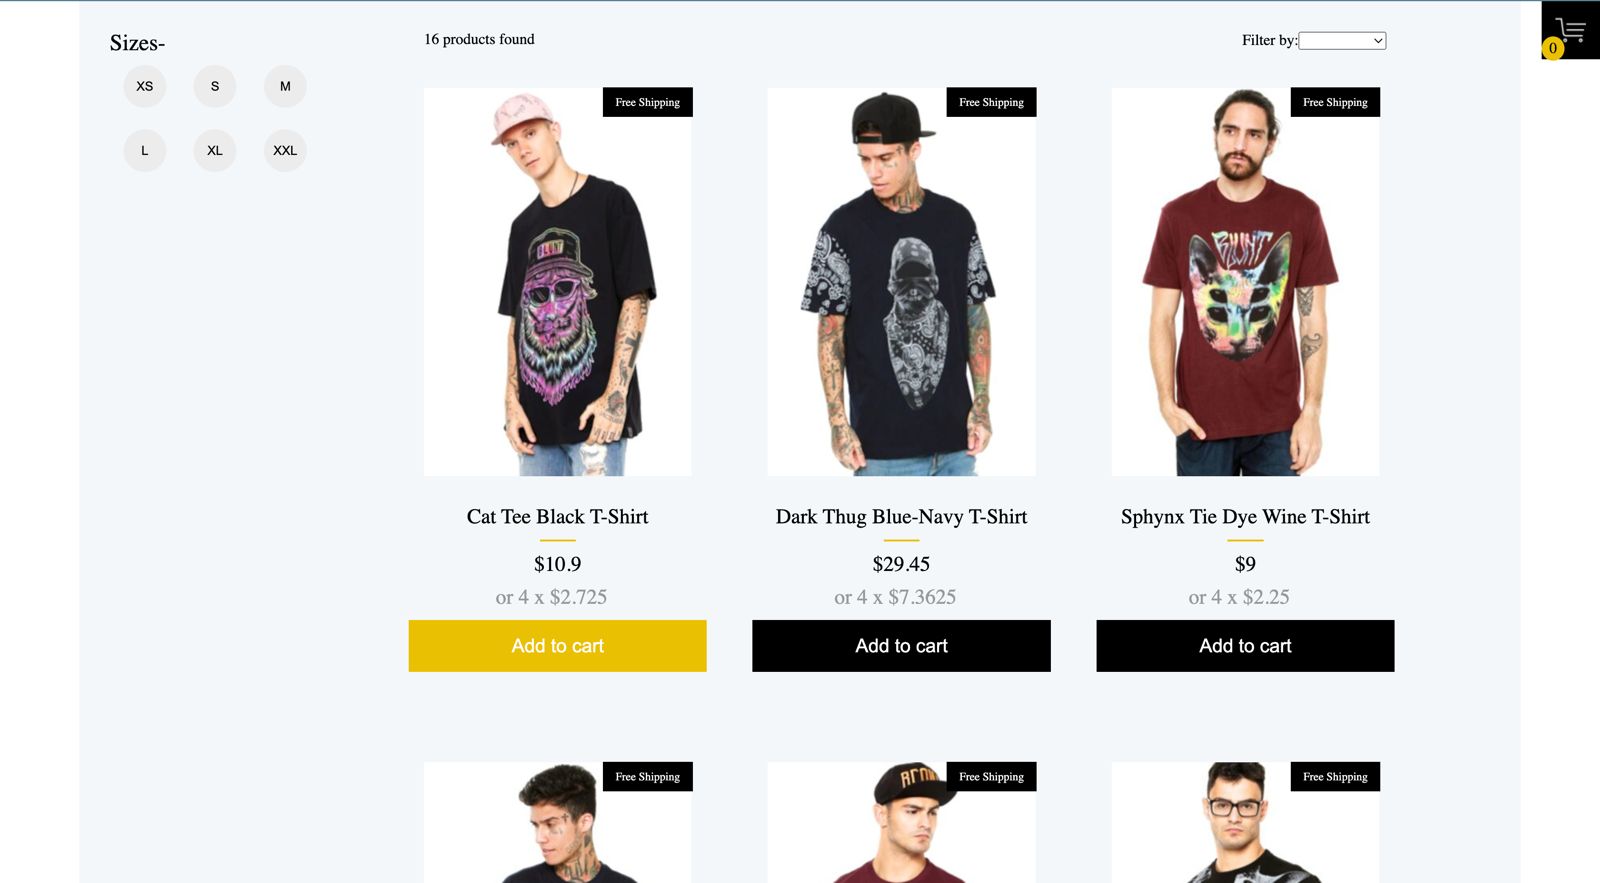 Sizes-
XS
S
M
L
XL
XXL
16 products found
Filter by:
0
Free Shipping
Free Shipping
Free Shipping
BLUNT
BLUNT
Cat Tee Black T-Shirt
Dark Thug Blue-Navy T-Shirt
Sphynx Tie Dye Wine T-Shirt
$10.9
$29.45
$9
or 4 x $2.725
or 4 x $7.3625
or 4 x $2.25
Add to cart
Add to cart
Add to cart
Free Shipping
Free Shipping
Free Shipping